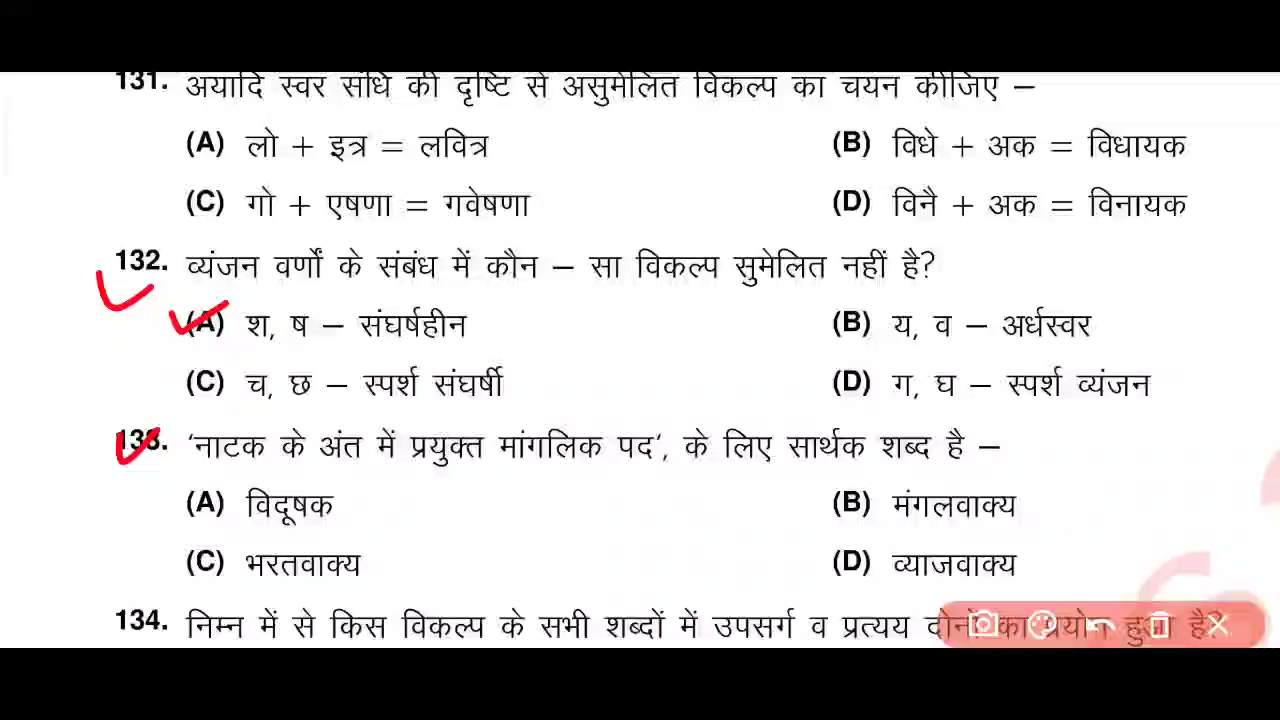 131. अयादि स्वर संधि की दृष्टि से असुमेलित विकल्प का चयन कीजिए –
(A) लो + इत्र = लवित्र (B) विधे + अक = विधायक
(C) गो + एषणा = गवेषणा (D) विनै + अक = विनायक
132. व्यंजन वर्णों के संबंध में कौन – सा विकल्प सुमेलित नहीं है?
(A) श, ष – संघर्षहीन (B) य, व – अर्धस्वर
(C) च, छ – स्पर्श संघर्षी (D) ग, घ – स्पर्श व्यंजन
133. 'नाटक के अंत में प्रयुक्त मांगलिक पद', के लिए सार्थक शब्द है –
(A) विदूषक (B) मंगलवाक्य
(C) भरतवाक्य (D) व्याजवाक्य
134. निम्न में से किस विकल्प के सभी शब्दों में उपसर्ग व प्रत्यय दोनों का प्रयोग हुआ है?